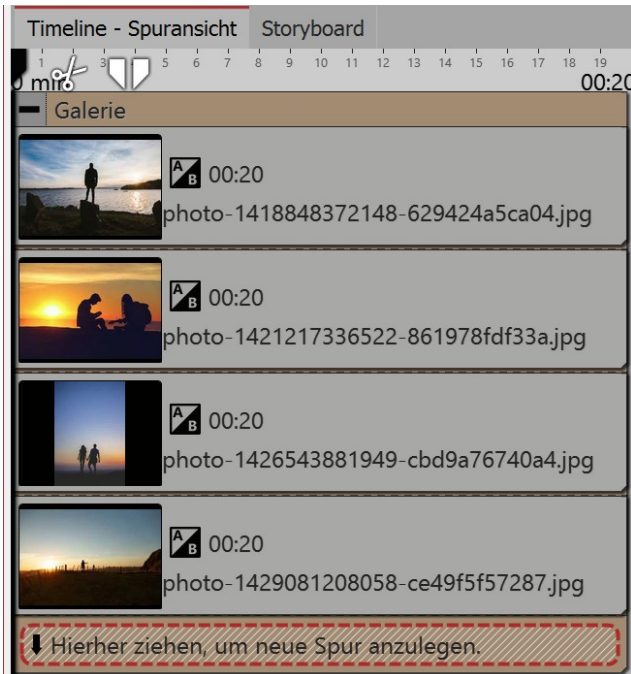 Timeline - Spuransicht Storyboard
1 3 5 6 7 8 9 10 11 12 13 14 15 16 17 18 19
0 min 00:20
Galerie
A B 00:20
photo-1418848372148-629424a5ca04.jpg
A B 00:20
photo-1421217336522-861978fdf33a.jpg
A B 00:20
photo-1426543881949-cbd9a76740a4.jpg
A B 00:20
photo-1429081208058-ce49f5f57287.jpg
Hierher ziehen, um neue Spur anzulegen.